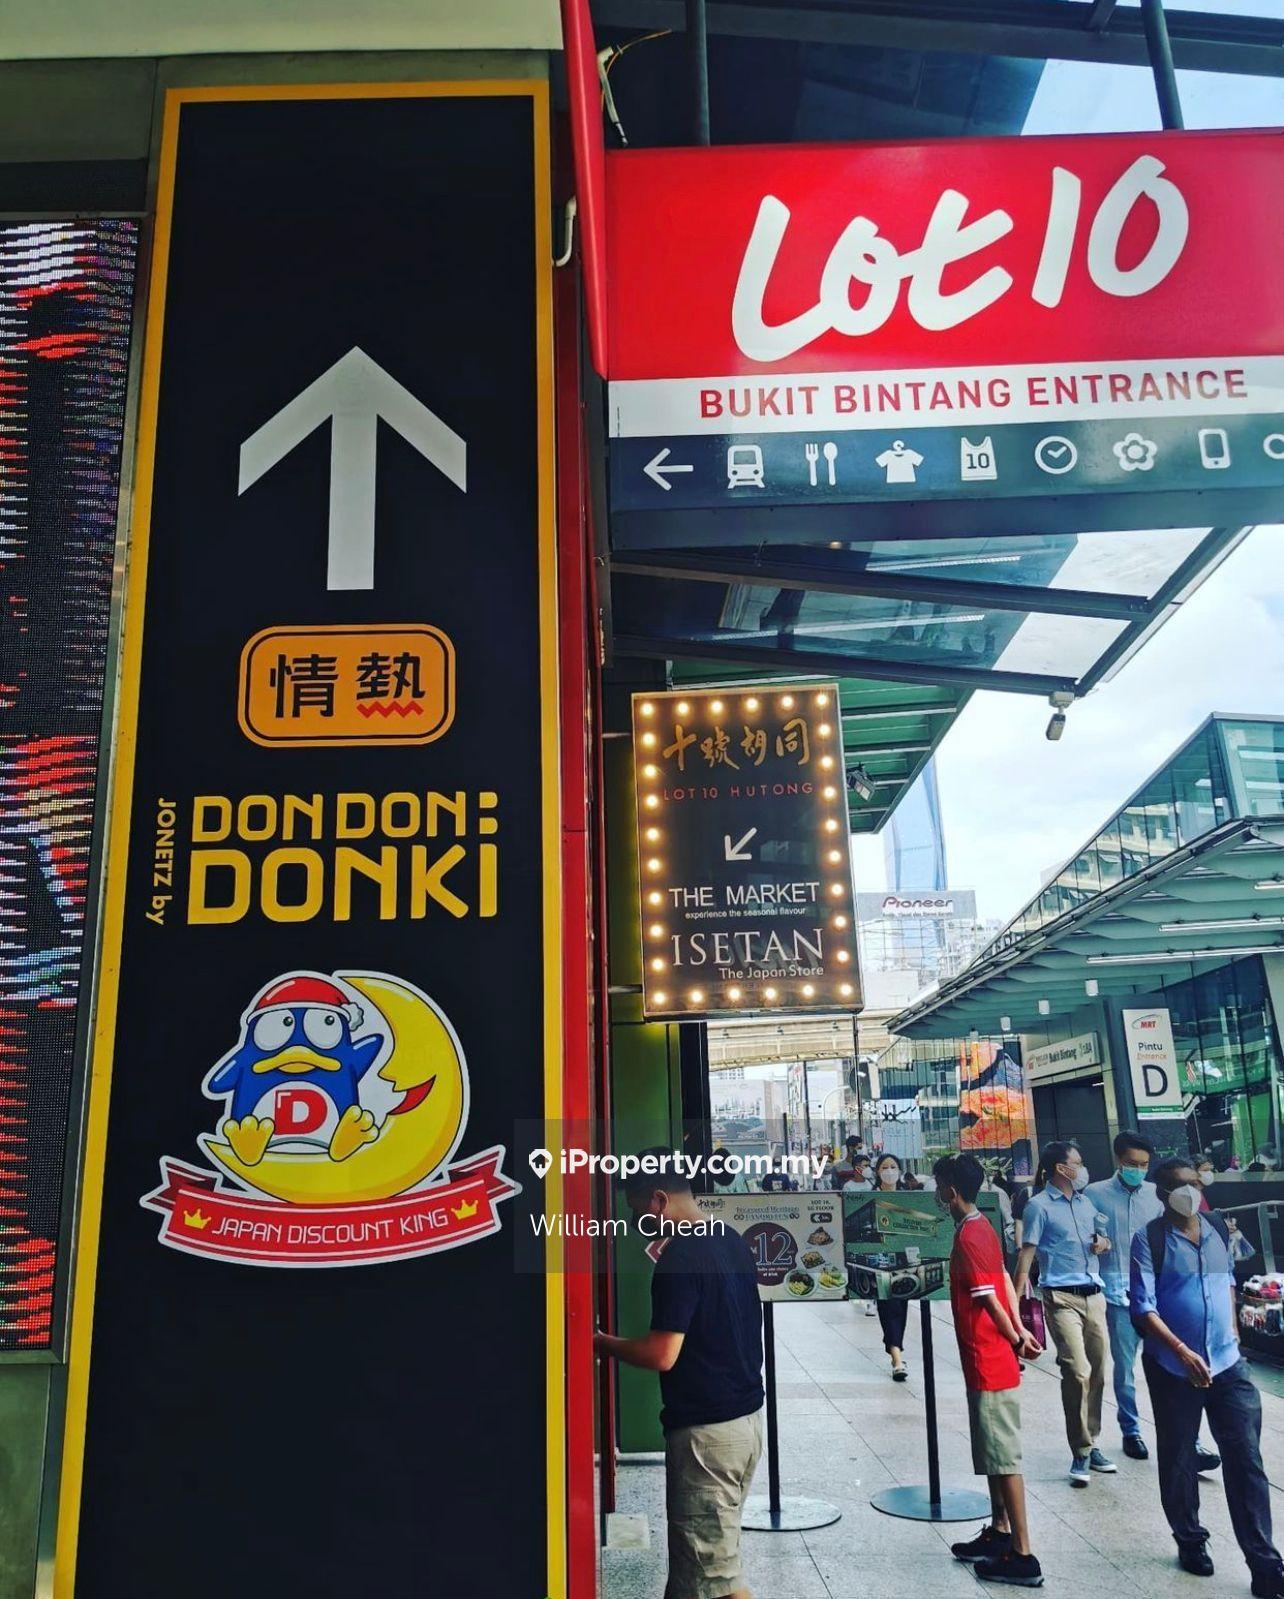 情熱
JONETZ by
DON DON:
DONKi
D
JAPAN DISCOUNT KING
Lot 10
BUKIT BINTANG ENTRANCE
10
十號胡同
LOT 10 HUTONG
THE MARKET
experience the seasonal flavour
ISETAN
The Japan Store
Pioneer
MRT
Pintu
Entrance
D
Bukit Bintang
iProperty.com.my
William Cheah
FAVORITES
12